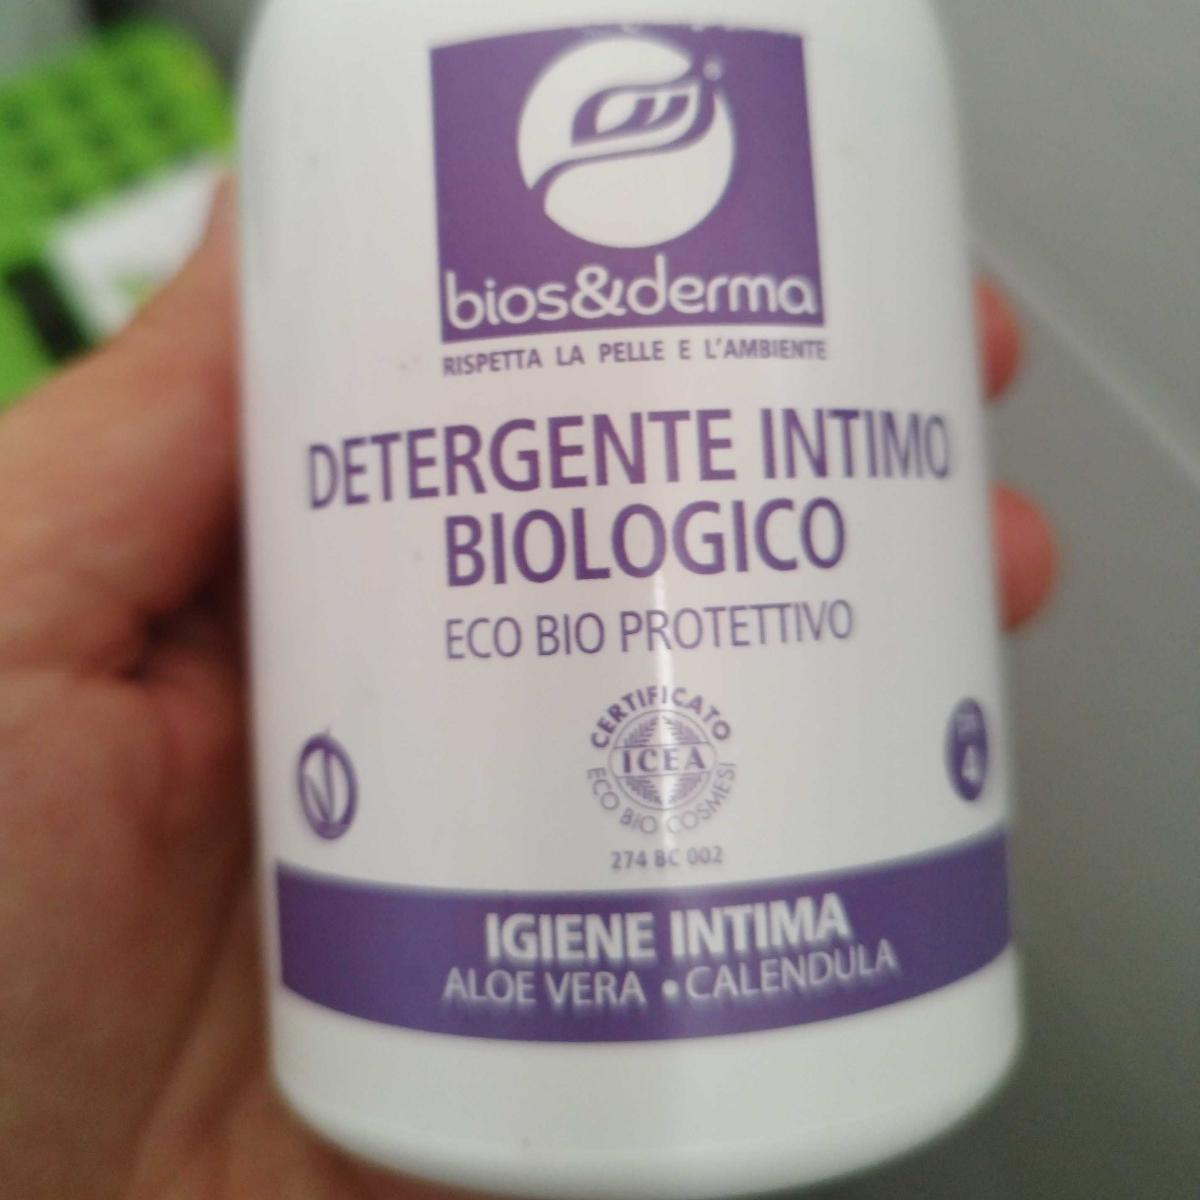 bios&derma
RISPETTA LA PELLE E L'AMBIENTE
DETERGENTE INTIMO
BIOLOGICO
ECO BIO PROTETTIVO
CERTIFICATO
ICEA
ECO BIO COSMESI
4
274 BC 002
IGIENE INTIMA
ALOE VERA • CALENDULA